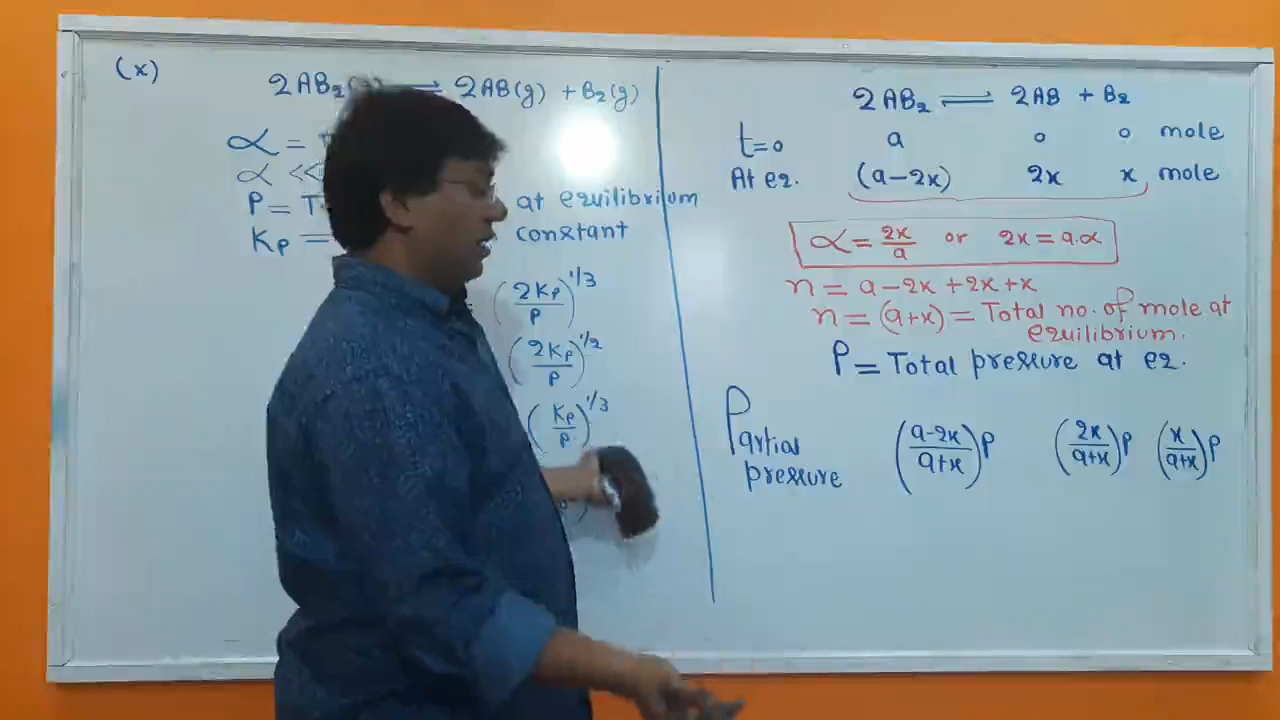 (x)
2AB₂ ⇌ 2AB(g) + B₂(g)
α =
α <<
P = T at equilibrium
Kp = constant
(2Kp/P)^1/3
(2Kp/P)^1/2
(Kp/P)^1/3
2AB₂ ⇌ 2AB + B₂
t=0 a 0 0 mole
At eq. (a-2x) 2x x mole
α = 2x/a or 2x = a.α
n = a-2x+2x+x
n = (a+x) = Total no. of mole at
equilibrium.
P = Total pressure at eq.
Partial
pressure ((a-2x)/(a+x))P (2x/(a+x))P (x/(a+x))P